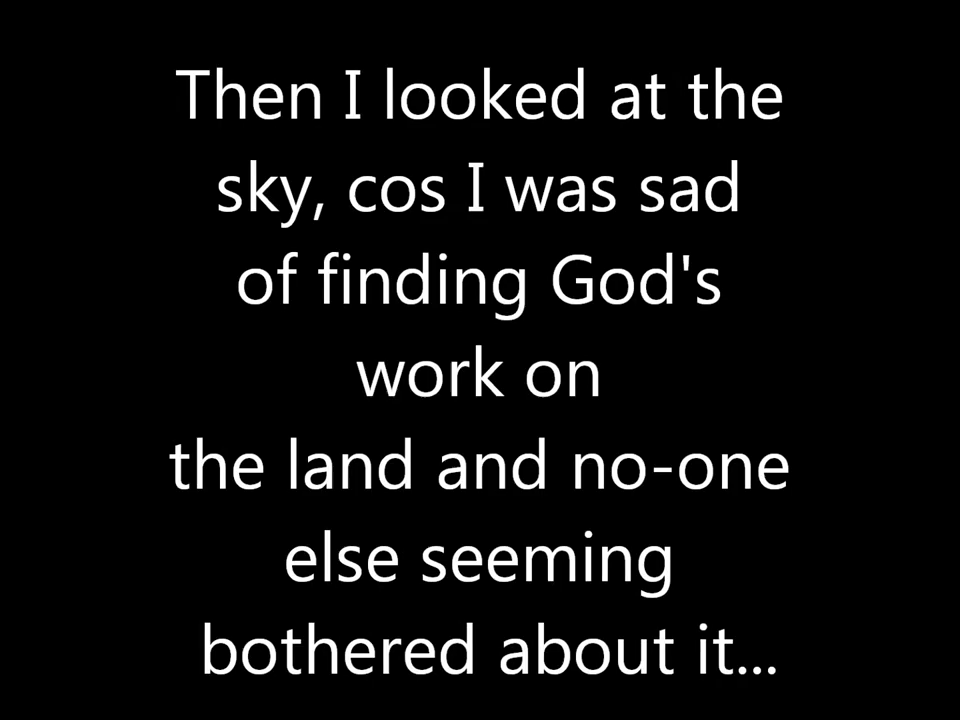 Then I looked at the
sky, cos I was sad
of finding God's
work on
the land and no-one
else seeming
bothered about it...